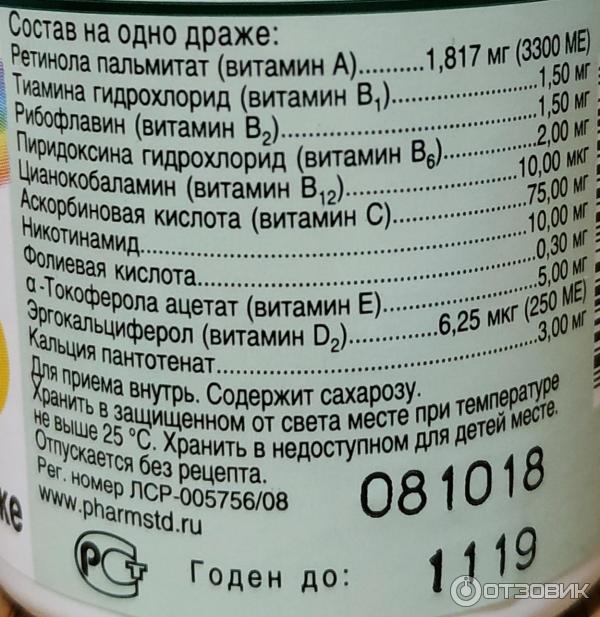 Состав на одно драже:
Ретинола пальмитат (витамин А)..........1,817 мг (3300 МЕ)
Тиамина гидрохлорид (витамин В1)....................1,50 мг
Рибофлавин (витамин В2)....................1,50 мг
Пиридоксина гидрохлорид (витамин В6)....................2,00 мг
Цианокобаламин (витамин В12)....................10,00 мкг
Аскорбиновая кислота (витамин С)....................75,00 мг
Никотинамид....................10,00 мг
Фолиевая кислота....................0,30 мг
α-Токоферола ацетат (витамин Е)....................5,00 мг
Эргокальциферол (витамин D2)..........6,25 мкг (250 МЕ)
Кальция пантотенат....................3,00 мг
Для приема внутрь. Содержит сахарозу.
Хранить в защищенном от света месте при температуре
не выше 25 °С. Хранить в недоступном для детей месте.
Отпускается без рецепта.
Рег. номер ЛСР-005756/08
www.pharmstd.ru
081018
же
РСТ
Годен до: 1119
ОТЗОВИК